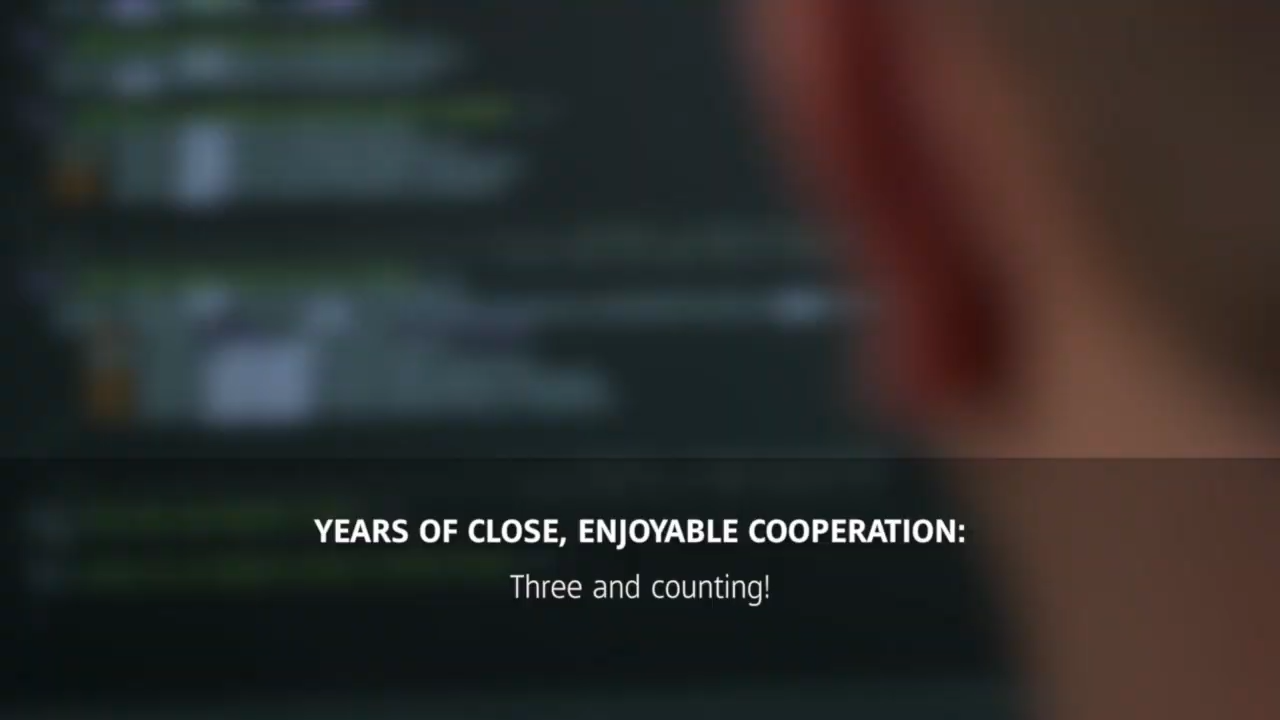 YEARS OF CLOSE, ENJOYABLE COOPERATION:
Three and counting!